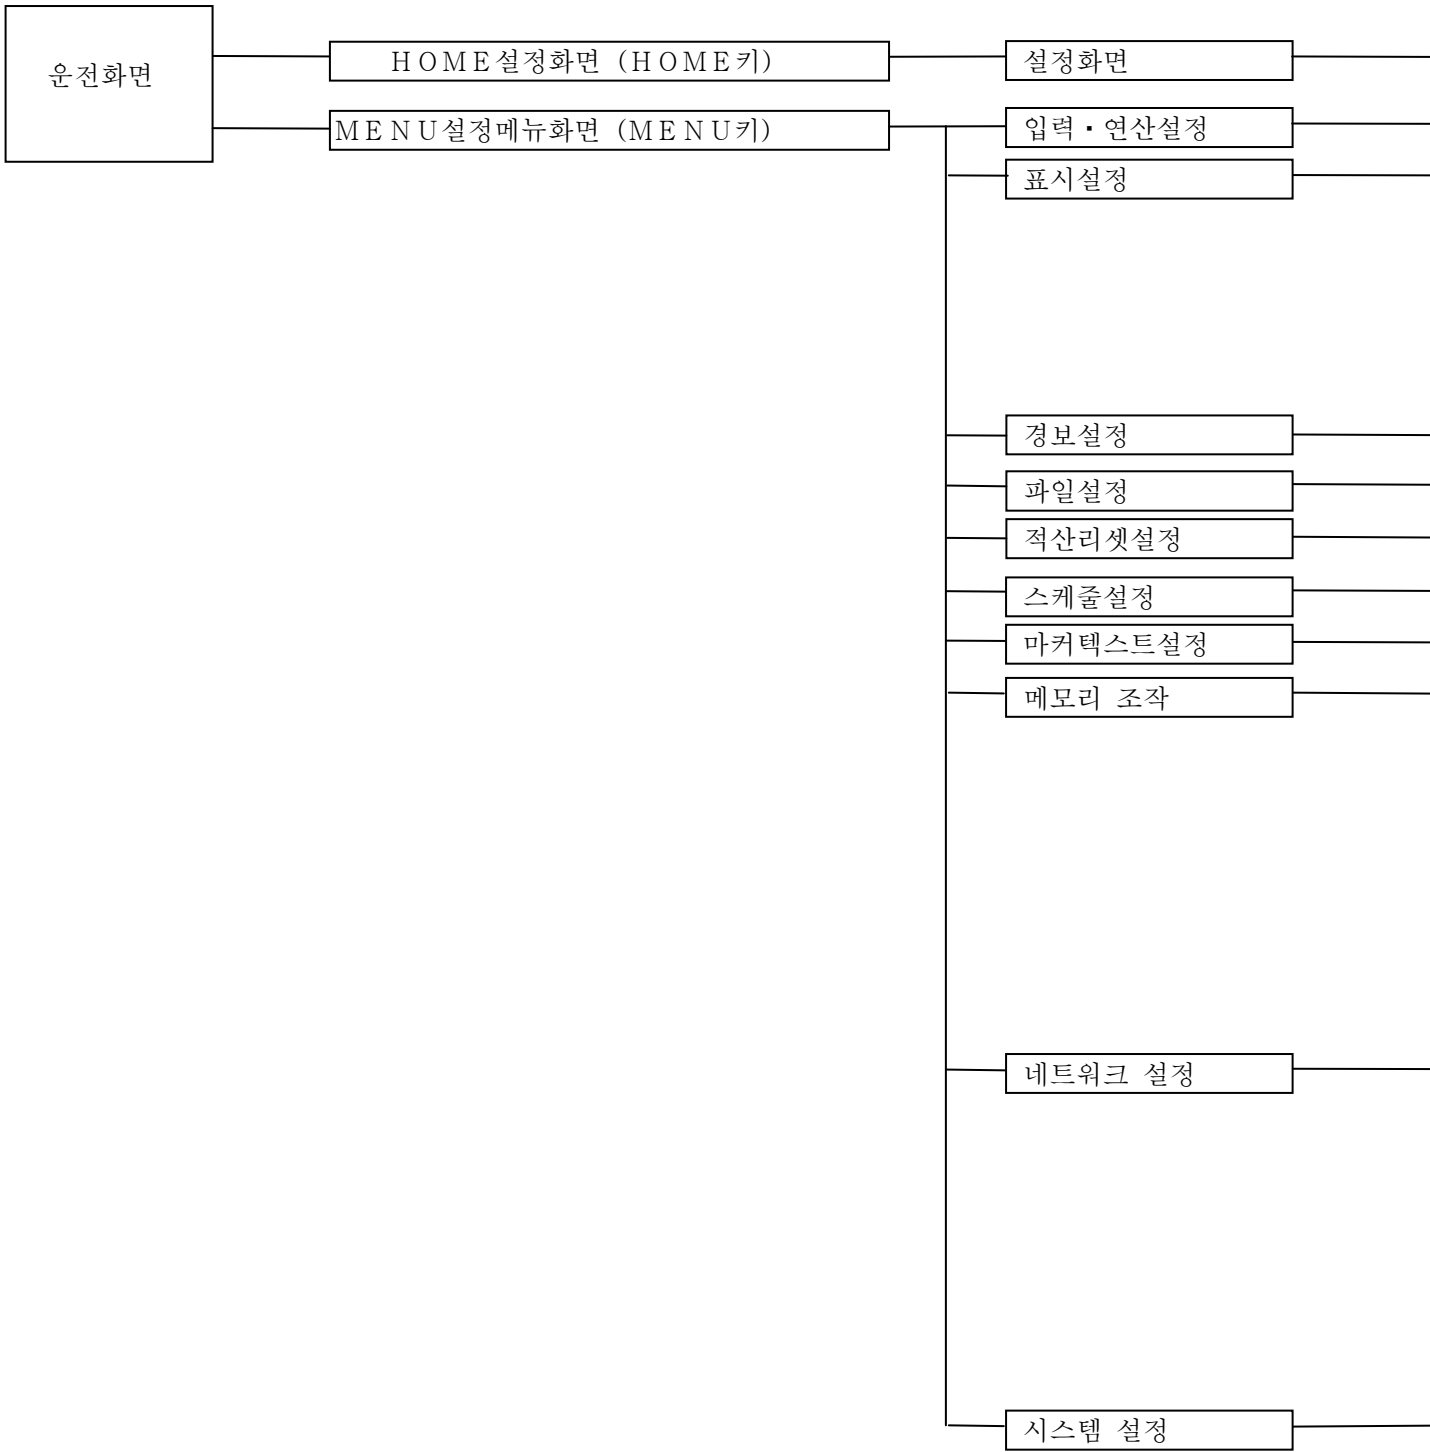 운전화면
HOME설정화면 (HOME키)
설정화면
MENU설정메뉴화면 (MENU키)
입력▪연산설정
표시설정
경보설정
파일설정
적산리셋설정
스케줄설정
마커텍스트설정
메모리 조작
네트워크 설정
시스템 설정